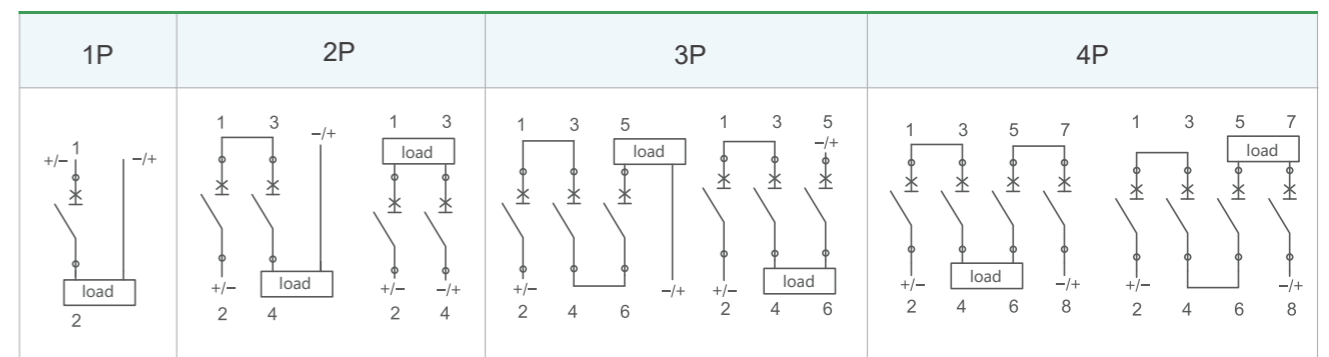 1P 2P 3P 4P
1 3 –/+ 1 3 1 3 5 1 3 5 1 3 5 7 1 3 5 7
+/– 1 –/+ load load –/+ load
load load load load
+/– +/– –/+ +/– –/+ +/– +/– –/+ +/– –/+
2 2 4 2 4 2 4 6 2 4 6 2 4 6 8 2 4 6 8